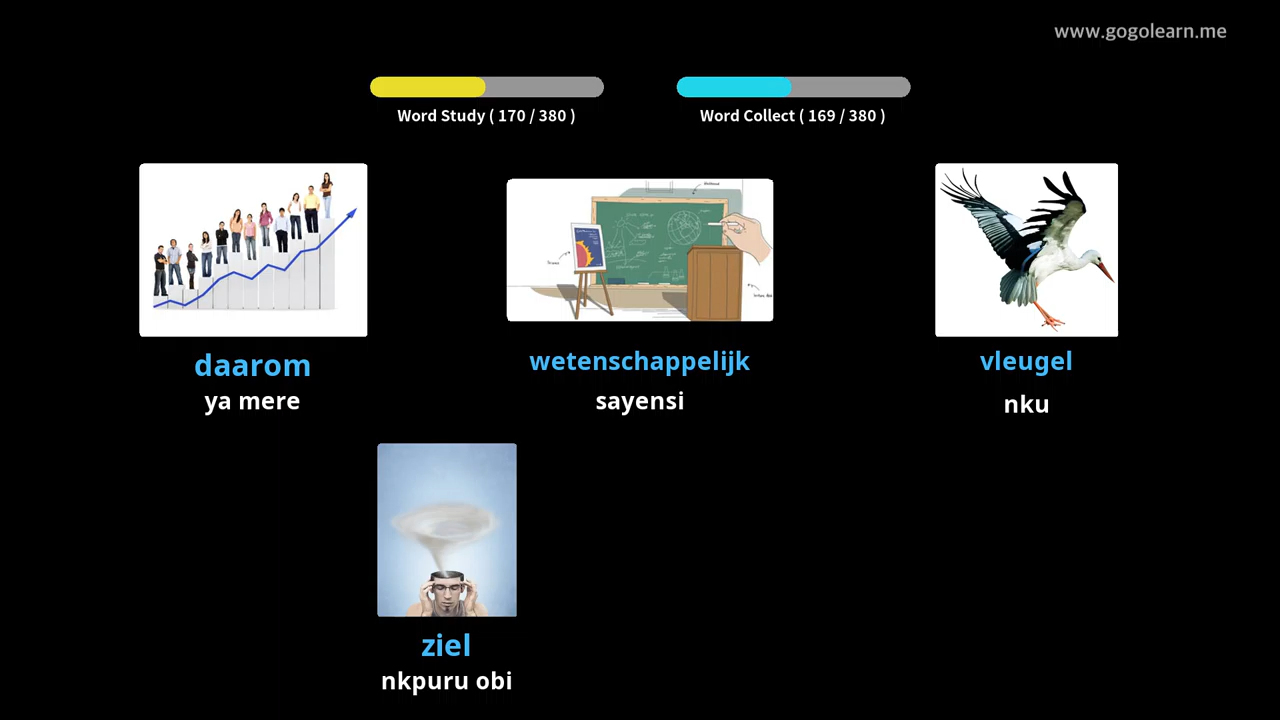 www.gogolearn.me
Word Study ( 170 / 380 )
Word Collect ( 169 / 380 )
daarom
ya mere
wetenschappelijk
sayensi
vleugel
nku
ziel
nkpuru obi